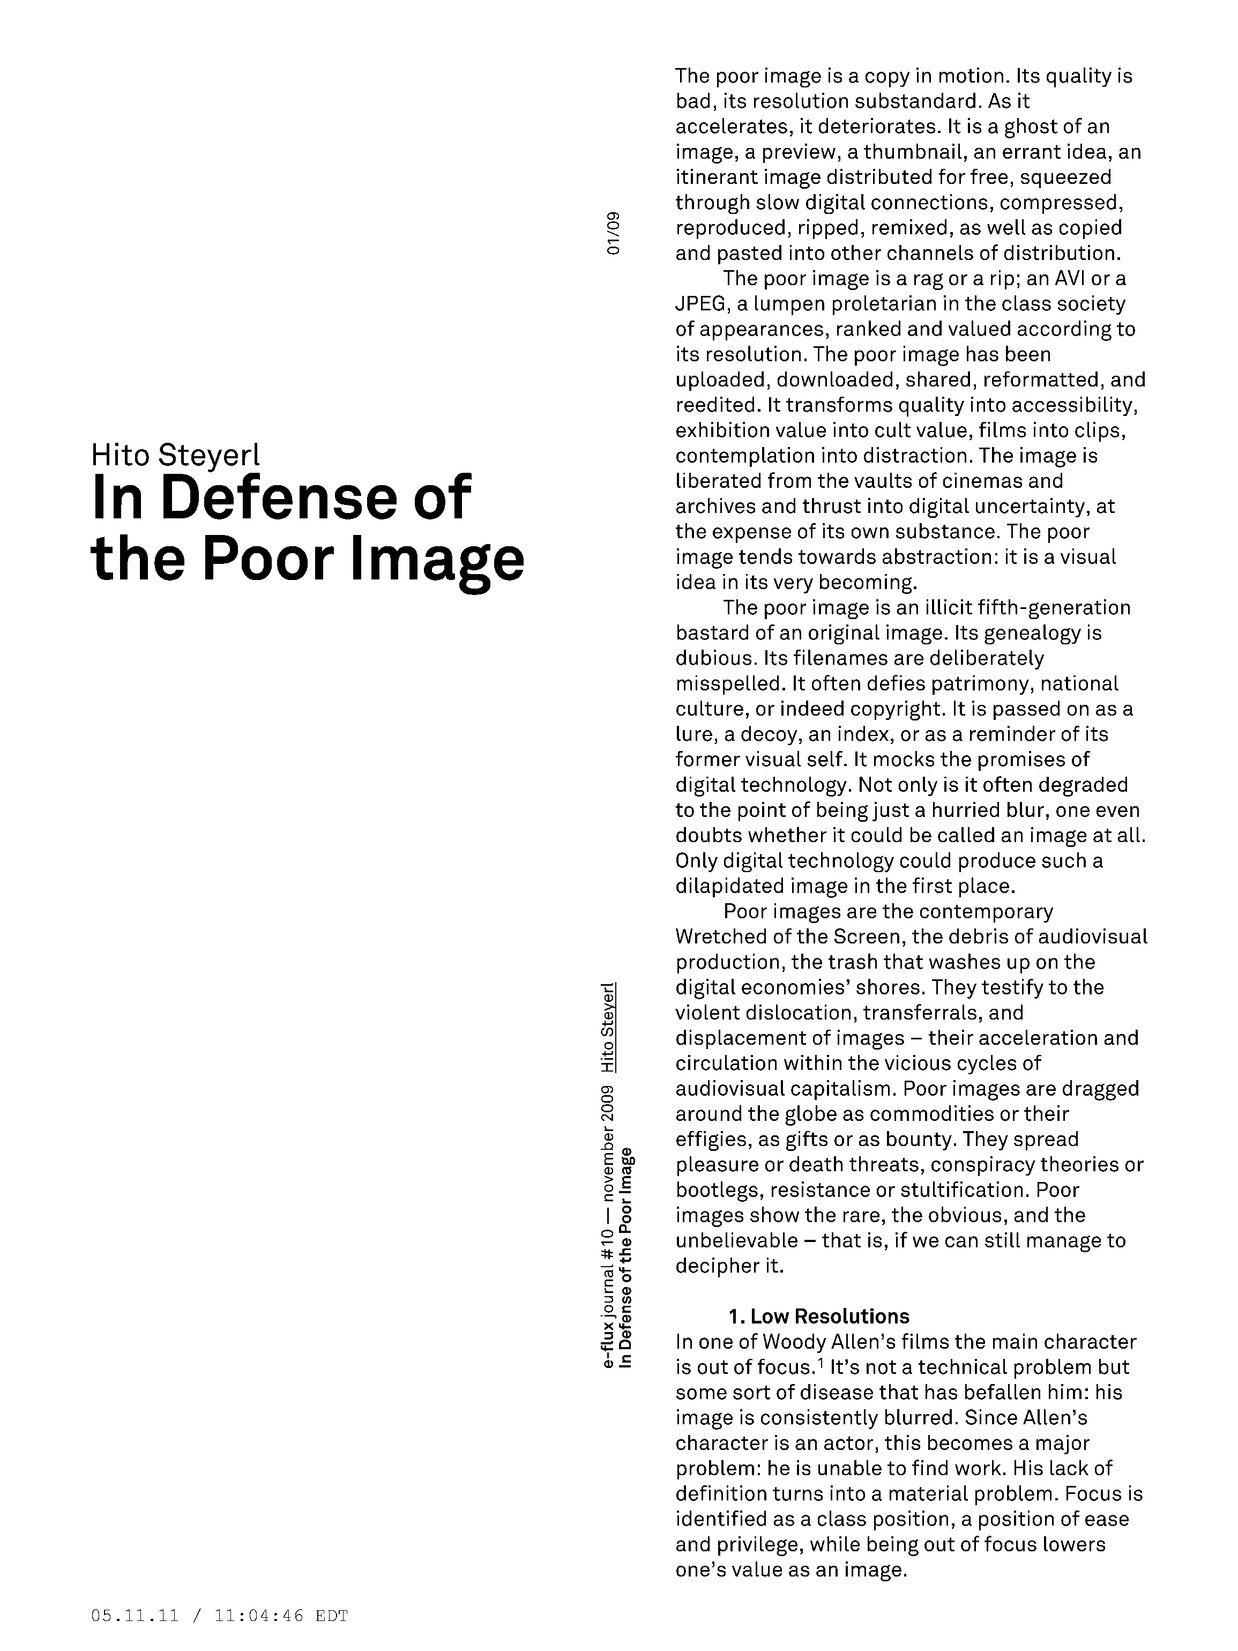 Hito Steyerl
In Defense of
the Poor Image
01/09
e-flux journal #10 — november 2009 Hito Steyerl
In Defense of the Poor Image
The poor image is a copy in motion. Its quality is
bad, its resolution substandard. As it
accelerates, it deteriorates. It is a ghost of an
image, a preview, a thumbnail, an errant idea, an
itinerant image distributed for free, squeezed
through slow digital connections, compressed,
reproduced, ripped, remixed, as well as copied
and pasted into other channels of distribution.
The poor image is a rag or a rip; an AVI or a
JPEG, a lumpen proletarian in the class society
of appearances, ranked and valued according to
its resolution. The poor image has been
uploaded, downloaded, shared, reformatted, and
reedited. It transforms quality into accessibility,
exhibition value into cult value, films into clips,
contemplation into distraction. The image is
liberated from the vaults of cinemas and
archives and thrust into digital uncertainty, at
the expense of its own substance. The poor
image tends towards abstraction: it is a visual
idea in its very becoming.
The poor image is an illicit fifth-generation
bastard of an original image. Its genealogy is
dubious. Its filenames are deliberately
misspelled. It often defies patrimony, national
culture, or indeed copyright. It is passed on as a
lure, a decoy, an index, or as a reminder of its
former visual self. It mocks the promises of
digital technology. Not only is it often degraded
to the point of being just a hurried blur, one even
doubts whether it could be called an image at all.
Only digital technology could produce such a
dilapidated image in the first place.
Poor images are the contemporary
Wretched of the Screen, the debris of audiovisual
production, the trash that washes up on the
digital economies’ shores. They testify to the
violent dislocation, transferrals, and
displacement of images – their acceleration and
circulation within the vicious cycles of
audiovisual capitalism. Poor images are dragged
around the globe as commodities or their
effigies, as gifts or as bounty. They spread
pleasure or death threats, conspiracy theories or
bootlegs, resistance or stultification. Poor
images show the rare, the obvious, and the
unbelievable – that is, if we can still manage to
decipher it.
1. Low Resolutions
In one of Woody Allen’s films the main character
is out of focus.1 It’s not a technical problem but
some sort of disease that has befallen him: his
image is consistently blurred. Since Allen’s
character is an actor, this becomes a major
problem: he is unable to find work. His lack of
definition turns into a material problem. Focus is
identified as a class position, a position of ease
and privilege, while being out of focus lowers
one’s value as an image.
05.11.11 / 11:04:46 EDT